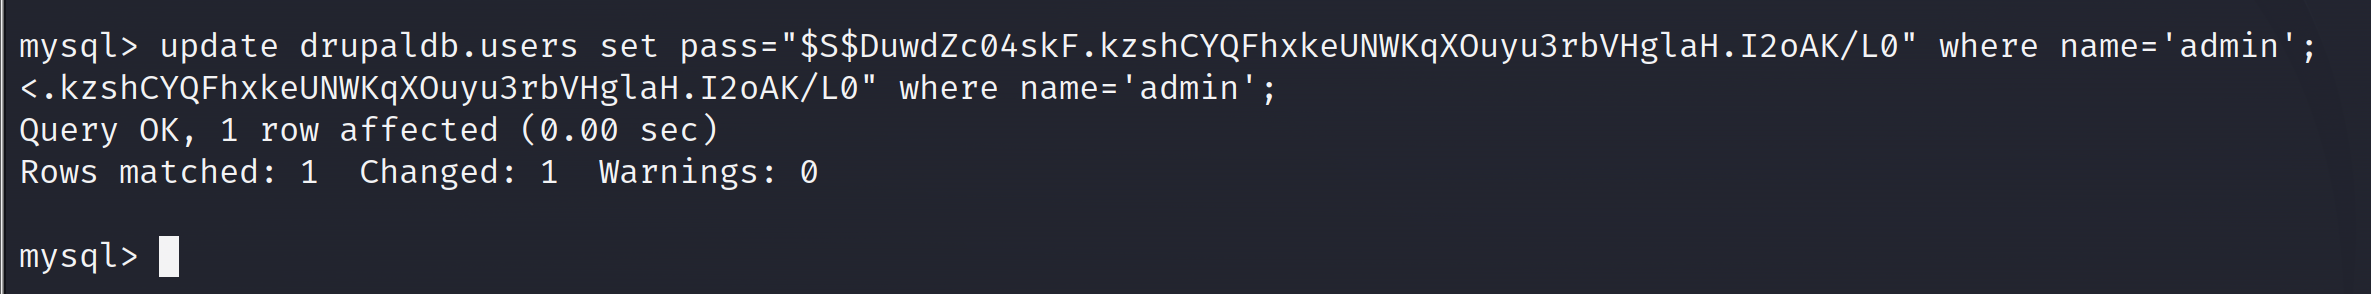 mysql> update drupaldb.users set pass="$S$DuwdZc04skF.kzshCYQFhxkeUNWKqXOuyu3rbVHglaH.I2oAK/L0" where name='admin';
<.kzshCYQFhxkeUNWKqXOuyu3rbVHglaH.I2oAK/L0" where name='admin';
Query OK, 1 row affected (0.00 sec)
Rows matched: 1  Changed: 1  Warnings: 0
mysql>